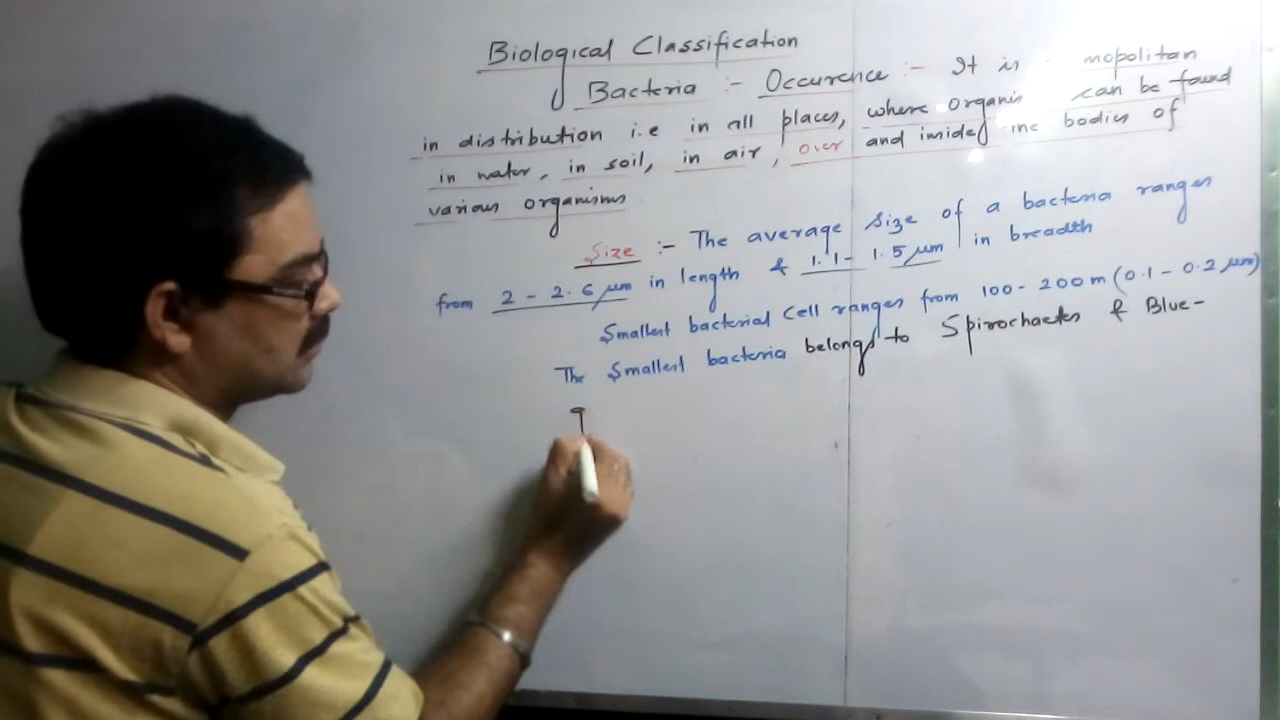 Biological Classification
Bacteria :- Occurence :- It is mopolitan
in distribution i.e in all places, where organis can be found
in water, in soil, in air, over and inside the bodies of
various organisms
Size :- The average size of a bacteria ranges
from 2 - 2.6 µm in length & 1.1 - 1.5 µm in breadth
Smallest bacterial cell ranges from 100 - 200 m (0.1 - 0.2 µm)
The smallest bacteria belongs to Spirochaetes & Blue-